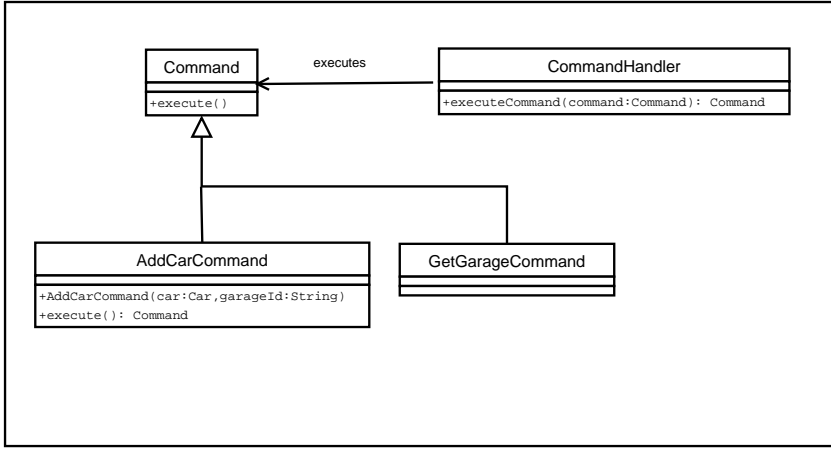 Command
executes
CommandHandler
+execute()
+executeCommand(command:Command): Command
AddCarCommand
GetGarageCommand
+AddCarCommand(car:Car,garageId:String)
+execute(): Command